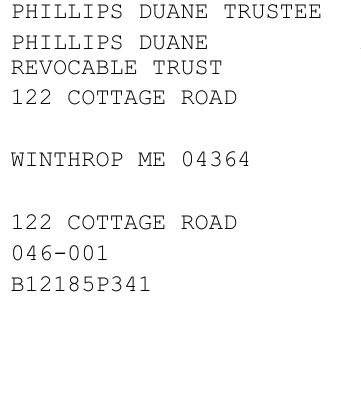 PHILLIPS DUANE TRUSTEE
PHILLIPS DUANE
REVOCABLE TRUST
122 COTTAGE ROAD
WINTHROP ME 04364
122 COTTAGE ROAD
046-001
B12185P341